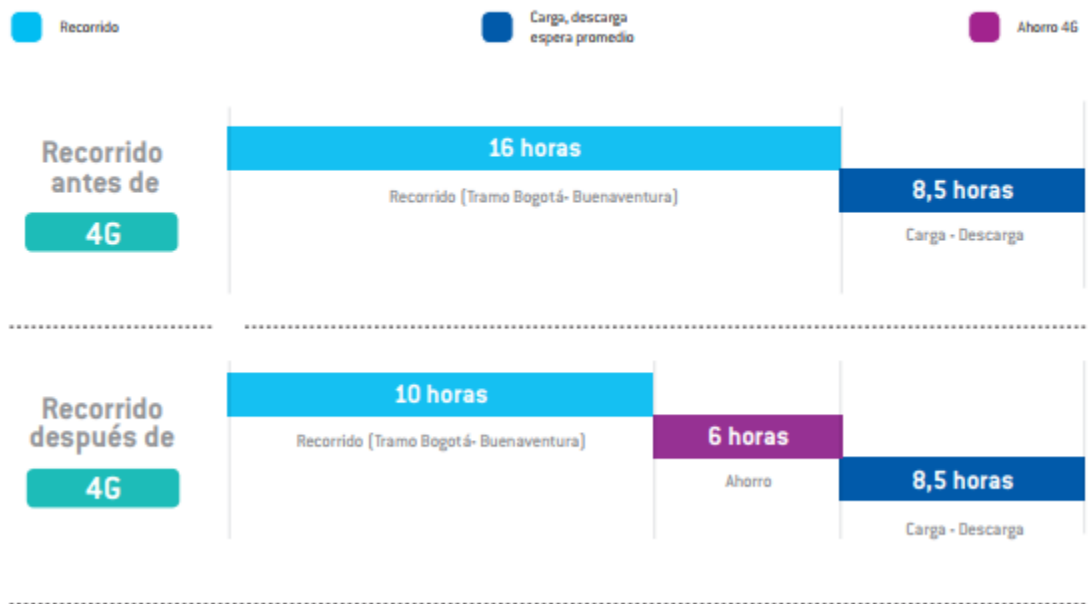 Recorrido
Carga, descarga
espera promedio
Ahorro 4G
Recorrido
antes de
4G
16 horas
Recorrido (Tramo Bogotá- Buenaventura)
8,5 horas
Carga - Descarga
Recorrido
después de
4G
10 horas
Recorrido (Tramo Bogotá- Buenaventura)
6 horas
Ahorro
8,5 horas
Carga - Descarga